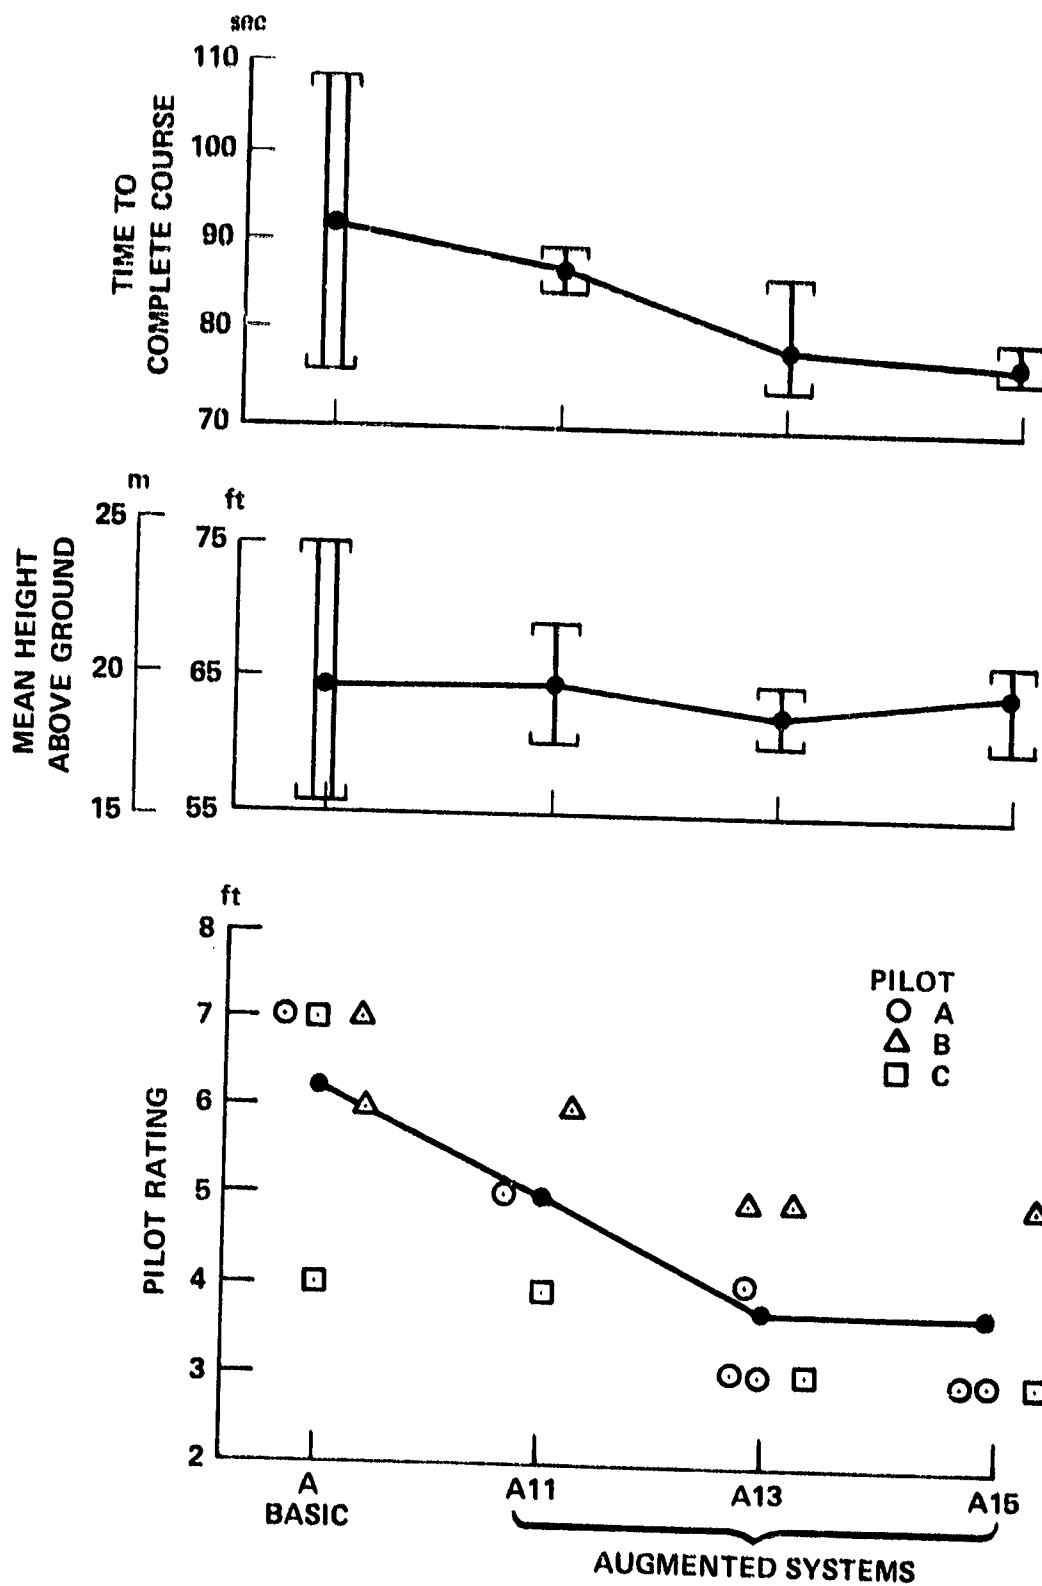 sec
110
100
90
80
70
TIME TO
COMPLETE COURSE
m
25
20
15
ft
75
65
55
MEAN HEIGHT
ABOVE GROUND
ft
8
7
6
5
4
3
2
PILOT RATING
PILOT
A
B
C
A
BASIC
A11
A13
A15
AUGMENTED SYSTEMS